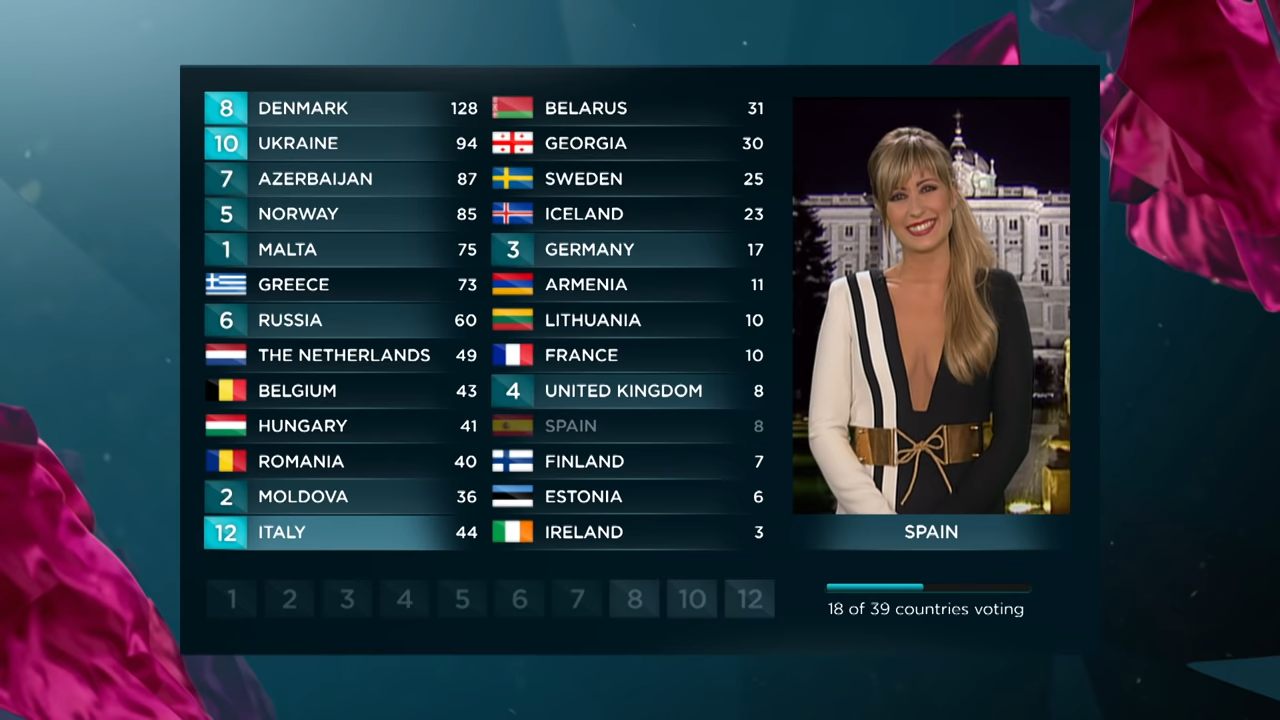 8 DENMARK 128
10 UKRAINE 94
7 AZERBAIJAN 87
5 NORWAY 85
1 MALTA 75
GREECE 73
6 RUSSIA 60
THE NETHERLANDS 49
BELGIUM 43
HUNGARY 41
ROMANIA 40
2 MOLDOVA 36
12 ITALY 44
BELARUS 31
GEORGIA 30
SWEDEN 25
ICELAND 23
3 GERMANY 17
ARMENIA 11
LITHUANIA 10
FRANCE 10
4 UNITED KINGDOM 8
SPAIN 8
FINLAND 7
ESTONIA 6
IRELAND 3
SPAIN
1 2 3 4 5 6 7 8 10 12
18 of 39 countries voting